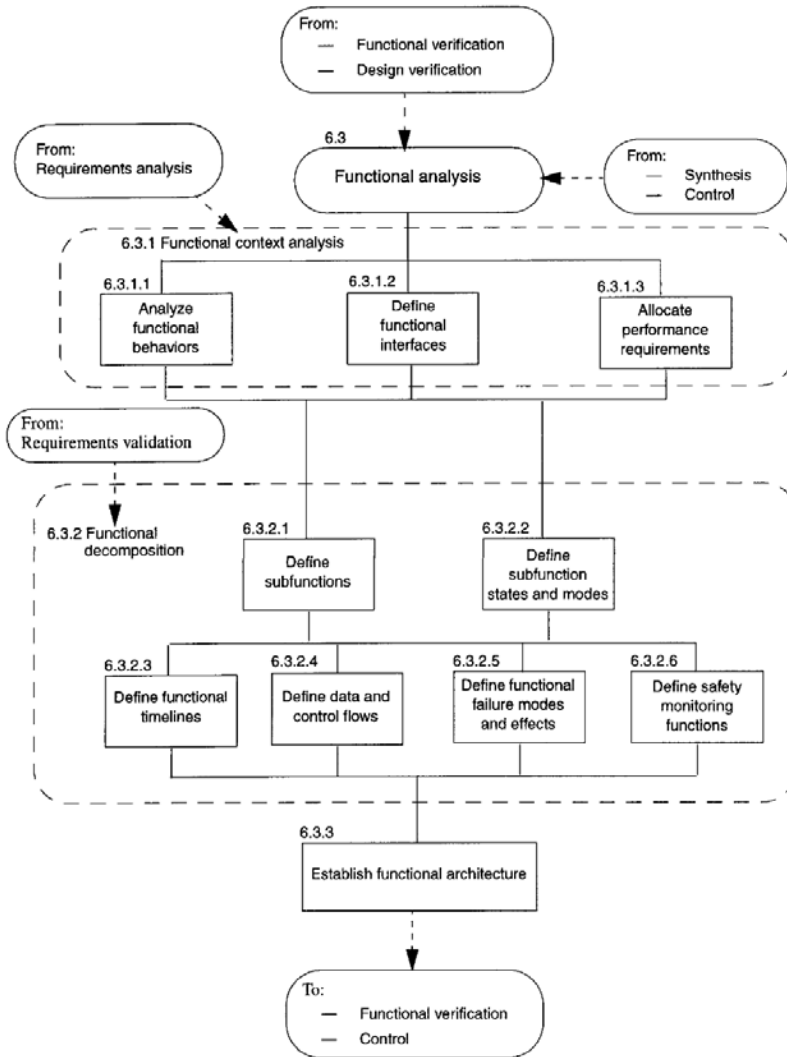 From:
— Functional verification
— Design verification
6.3
Functional analysis
From:
Requirements analysis
From:
— Synthesis
— Control
6.3.1 Functional context analysis
6.3.1.1
Analyze
functional
behaviors
6.3.1.2
Define
functional
interfaces
6.3.1.3
Allocate
performance
requirements
From:
Requirements validation
6.3.2 Functional
decomposition
6.3.2.1
Define
subfunctions
6.3.2.2
Define
subfunction
states and modes
6.3.2.3
Define functional
timelines
6.3.2.4
Define data and
control flows
6.3.2.5
Define functional
failure modes
and effects
6.3.2.6
Define safety
monitoring
functions
6.3.3
Establish functional architecture
To:
— Functional verification
— Control